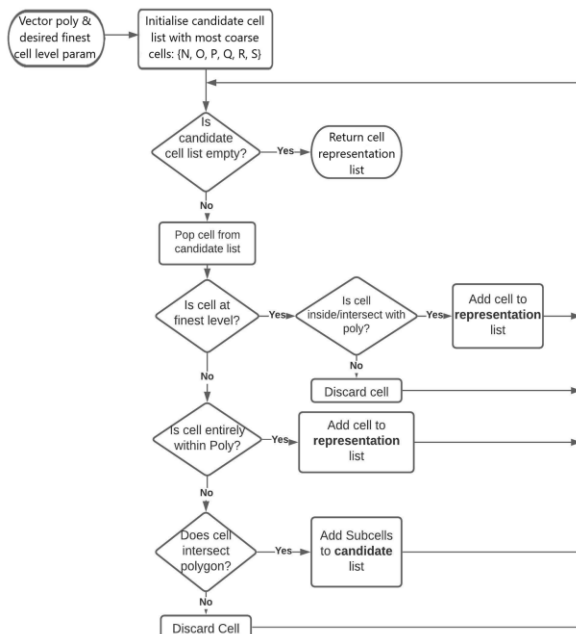 Vector poly &
desired finest
cell level param
Initialise candidate cell
list with most coarse
cells: {N, O, P, Q, R, S}
Is
candidate
cell list empty?
Yes
Return cell
representation
list
No
Pop cell from
candidate list
Is cell at
finest level?
Yes
Is cell
inside/intersect with
poly?
Yes
Add cell to
representation
list
No
No
Discard cell
Is cell entirely
within Poly?
Yes
Add cell to
representation
list
No
Does cell
intersect
polygon?
Yes
Add Subcells
to candidate
list
No
Discard Cell